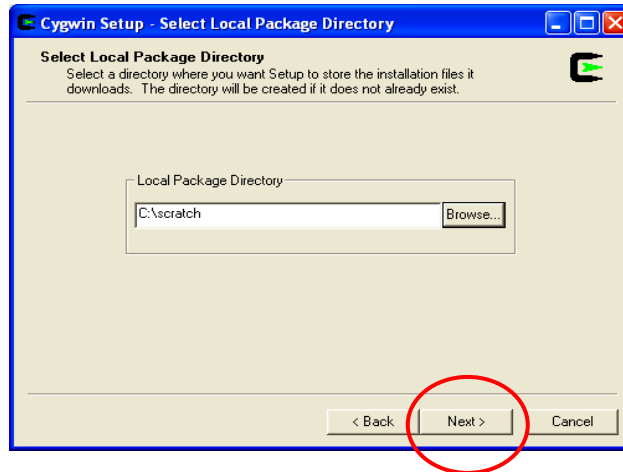 Cygwin Setup - Select Local Package Directory
Select Local Package Directory
Select a directory where you want Setup to store the installation files it
downloads. The directory will be created if it does not already exist.
Local Package Directory
C:\scratch
Browse...
< Back
Next >
Cancel